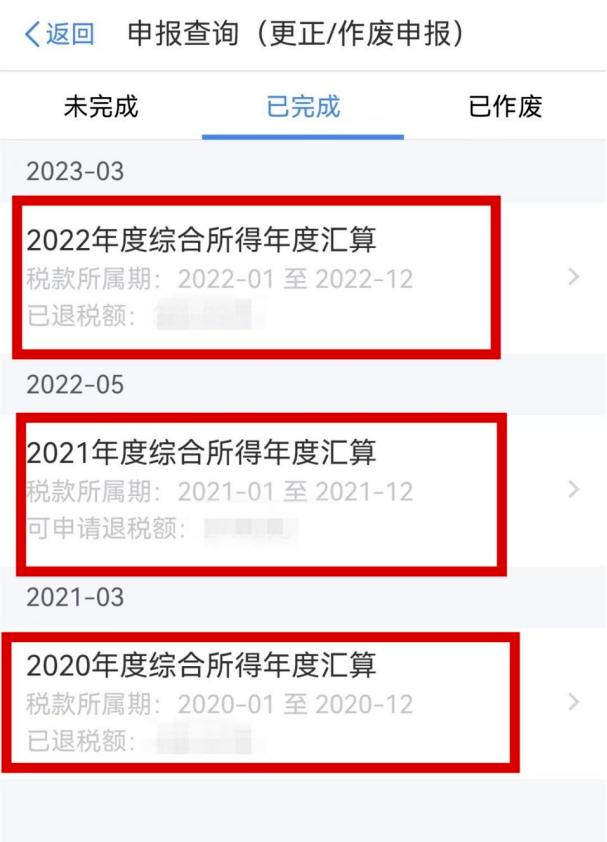 返回 申报查询（更正/作废申报）
未完成 已完成 已作废
2023-03
2022年度综合所得年度汇算
税款所属期：2022-01 至 2022-12
已退税额：
2022-05
2021年度综合所得年度汇算
税款所属期：2021-01 至 2021-12
可申请退税额：
2021-03
2020年度综合所得年度汇算
税款所属期：2020-01 至 2020-12
已退税额：